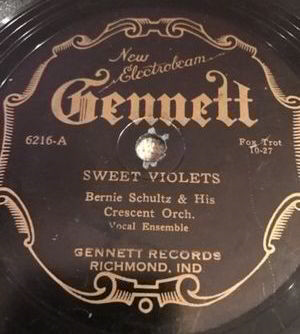 New
Electrobeam
Gennett
6216-A
Fox Trot
10-27
SWEET VIOLETS
Bernie Schultz & His
Crescent Orch.
Vocal Ensemble
GENNETT RECORDS
RICHMOND, IND